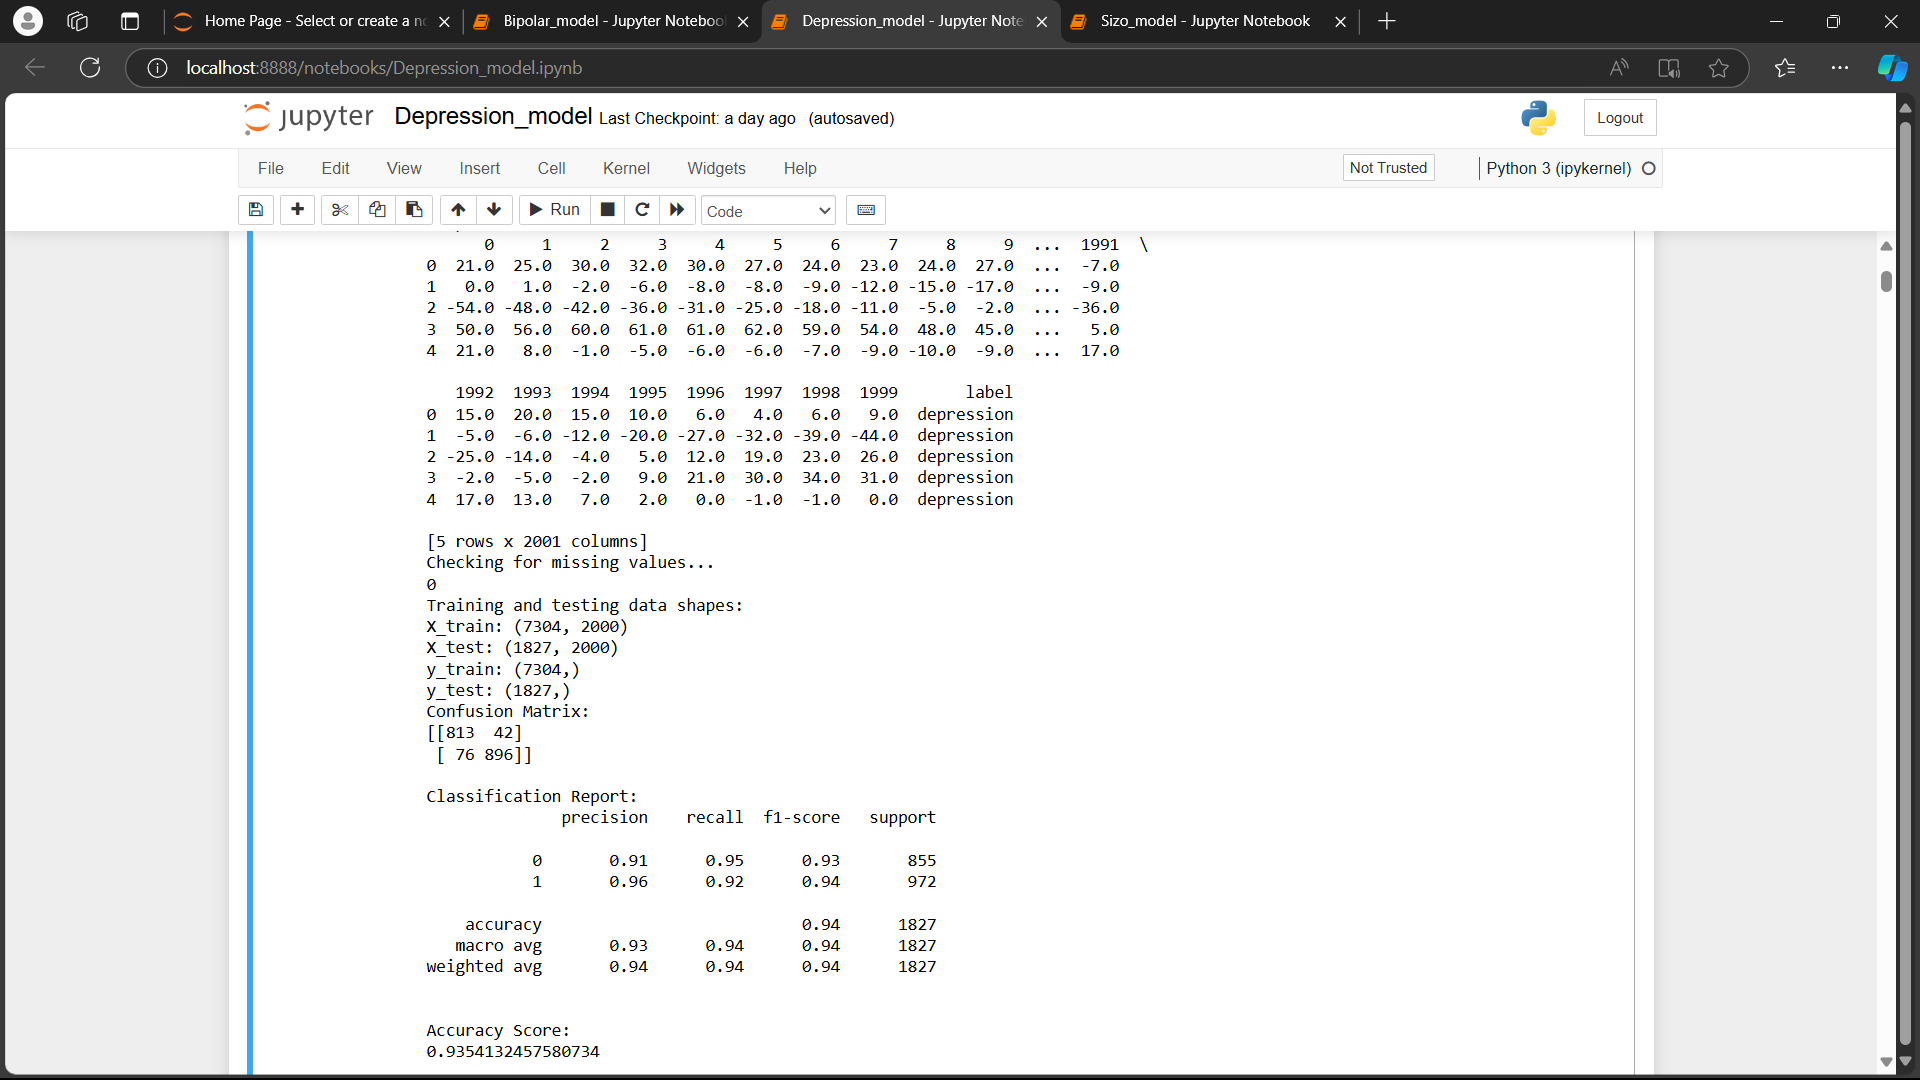 Home Page - Select or create a n
Bipolar_model - Jupyter Noteboo
Depression_model - Jupyter Note
Sizo_model - Jupyter Notebook
localhost:8888/notebooks/Depression_model.ipynb
jupyter Depression_model Last Checkpoint: a day ago (autosaved)
Logout
File Edit View Insert Cell Kernel Widgets Help
Not Trusted
Python 3 (ipykernel)
Run
Code
0 1 2 3 4 5 6 7 8 9 ... 1991 \
0 21.0 25.0 30.0 32.0 30.0 27.0 24.0 23.0 24.0 27.0 ... -7.0
1 0.0 1.0 -2.0 -6.0 -8.0 -8.0 -9.0 -12.0 -15.0 -17.0 ... -9.0
2 -54.0 -48.0 -42.0 -36.0 -31.0 -25.0 -18.0 -11.0 -5.0 -2.0 ... -36.0
3 50.0 56.0 60.0 61.0 61.0 62.0 59.0 54.0 48.0 45.0 ... 5.0
4 21.0 8.0 -1.0 -5.0 -6.0 -6.0 -7.0 -9.0 -10.0 -9.0 ... 17.0
1992 1993 1994 1995 1996 1997 1998 1999 label
0 15.0 20.0 15.0 10.0 6.0 4.0 6.0 9.0 depression
1 -5.0 -6.0 -12.0 -20.0 -27.0 -32.0 -39.0 -44.0 depression
2 -25.0 -14.0 -4.0 5.0 12.0 19.0 23.0 26.0 depression
3 -2.0 -5.0 -2.0 9.0 21.0 30.0 34.0 31.0 depression
4 17.0 13.0 7.0 2.0 0.0 -1.0 -1.0 0.0 depression
[5 rows x 2001 columns]
Checking for missing values...
0
Training and testing data shapes:
X_train: (7304, 2000)
X_test: (1827, 2000)
y_train: (7304,)
y_test: (1827,)
Confusion Matrix:
[[813 42]
[ 76 896]]
Classification Report:
precision recall f1-score support
0 0.91 0.95 0.93 855
1 0.96 0.92 0.94 972
accuracy 0.94 1827
macro avg 0.93 0.94 0.94 1827
weighted avg 0.94 0.94 0.94 1827
Accuracy Score:
0.9354132457580734